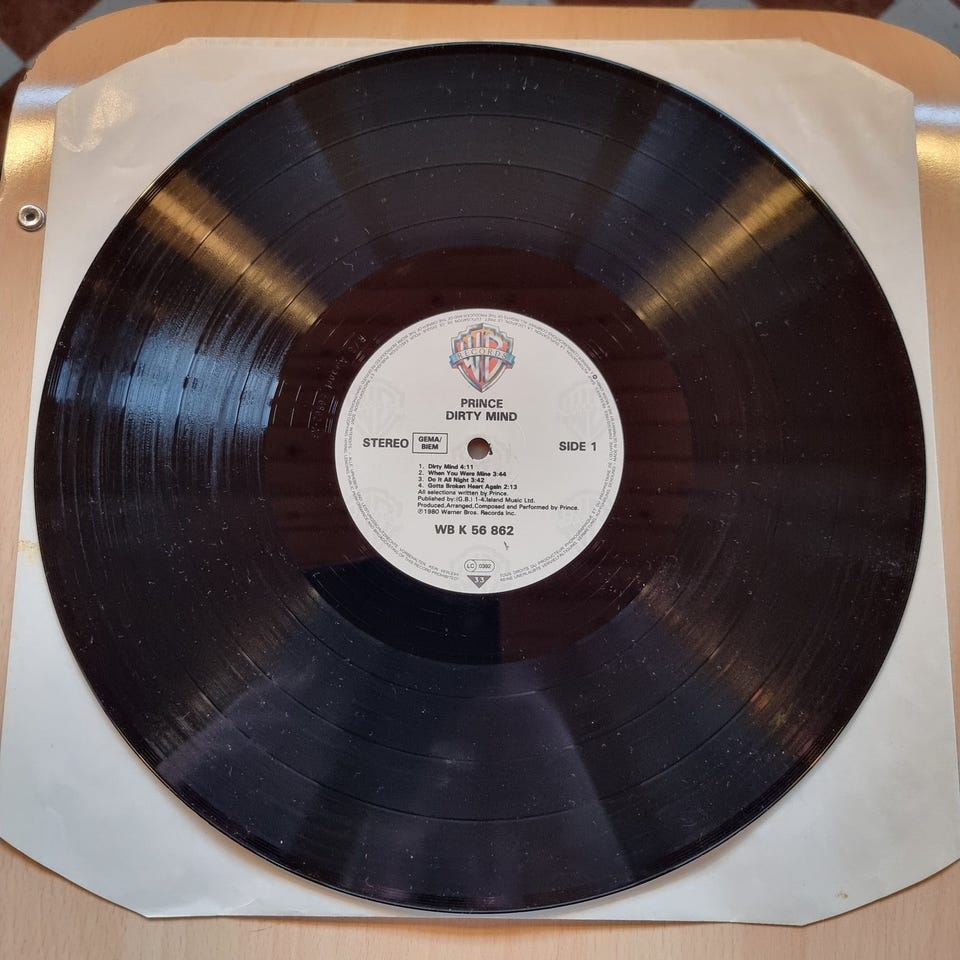 RECORDS
PRINCE
DIRTY MIND
STEREO GEMA/ BIEM SIDE 1
1. Dirty Mind 4:11
2. When You Were Mine 3:44
3. Do It All Night 3:42
4. Gotta Broken Heart Again 2:13
All selections written by Prince.
Published by:(G.B.) 1-4.Island Music Ltd.
Produced,Arranged,Composed and Performed by Prince.
℗1980 Warner Bros. Records Inc.
WB K 56 862
LC 0392
33